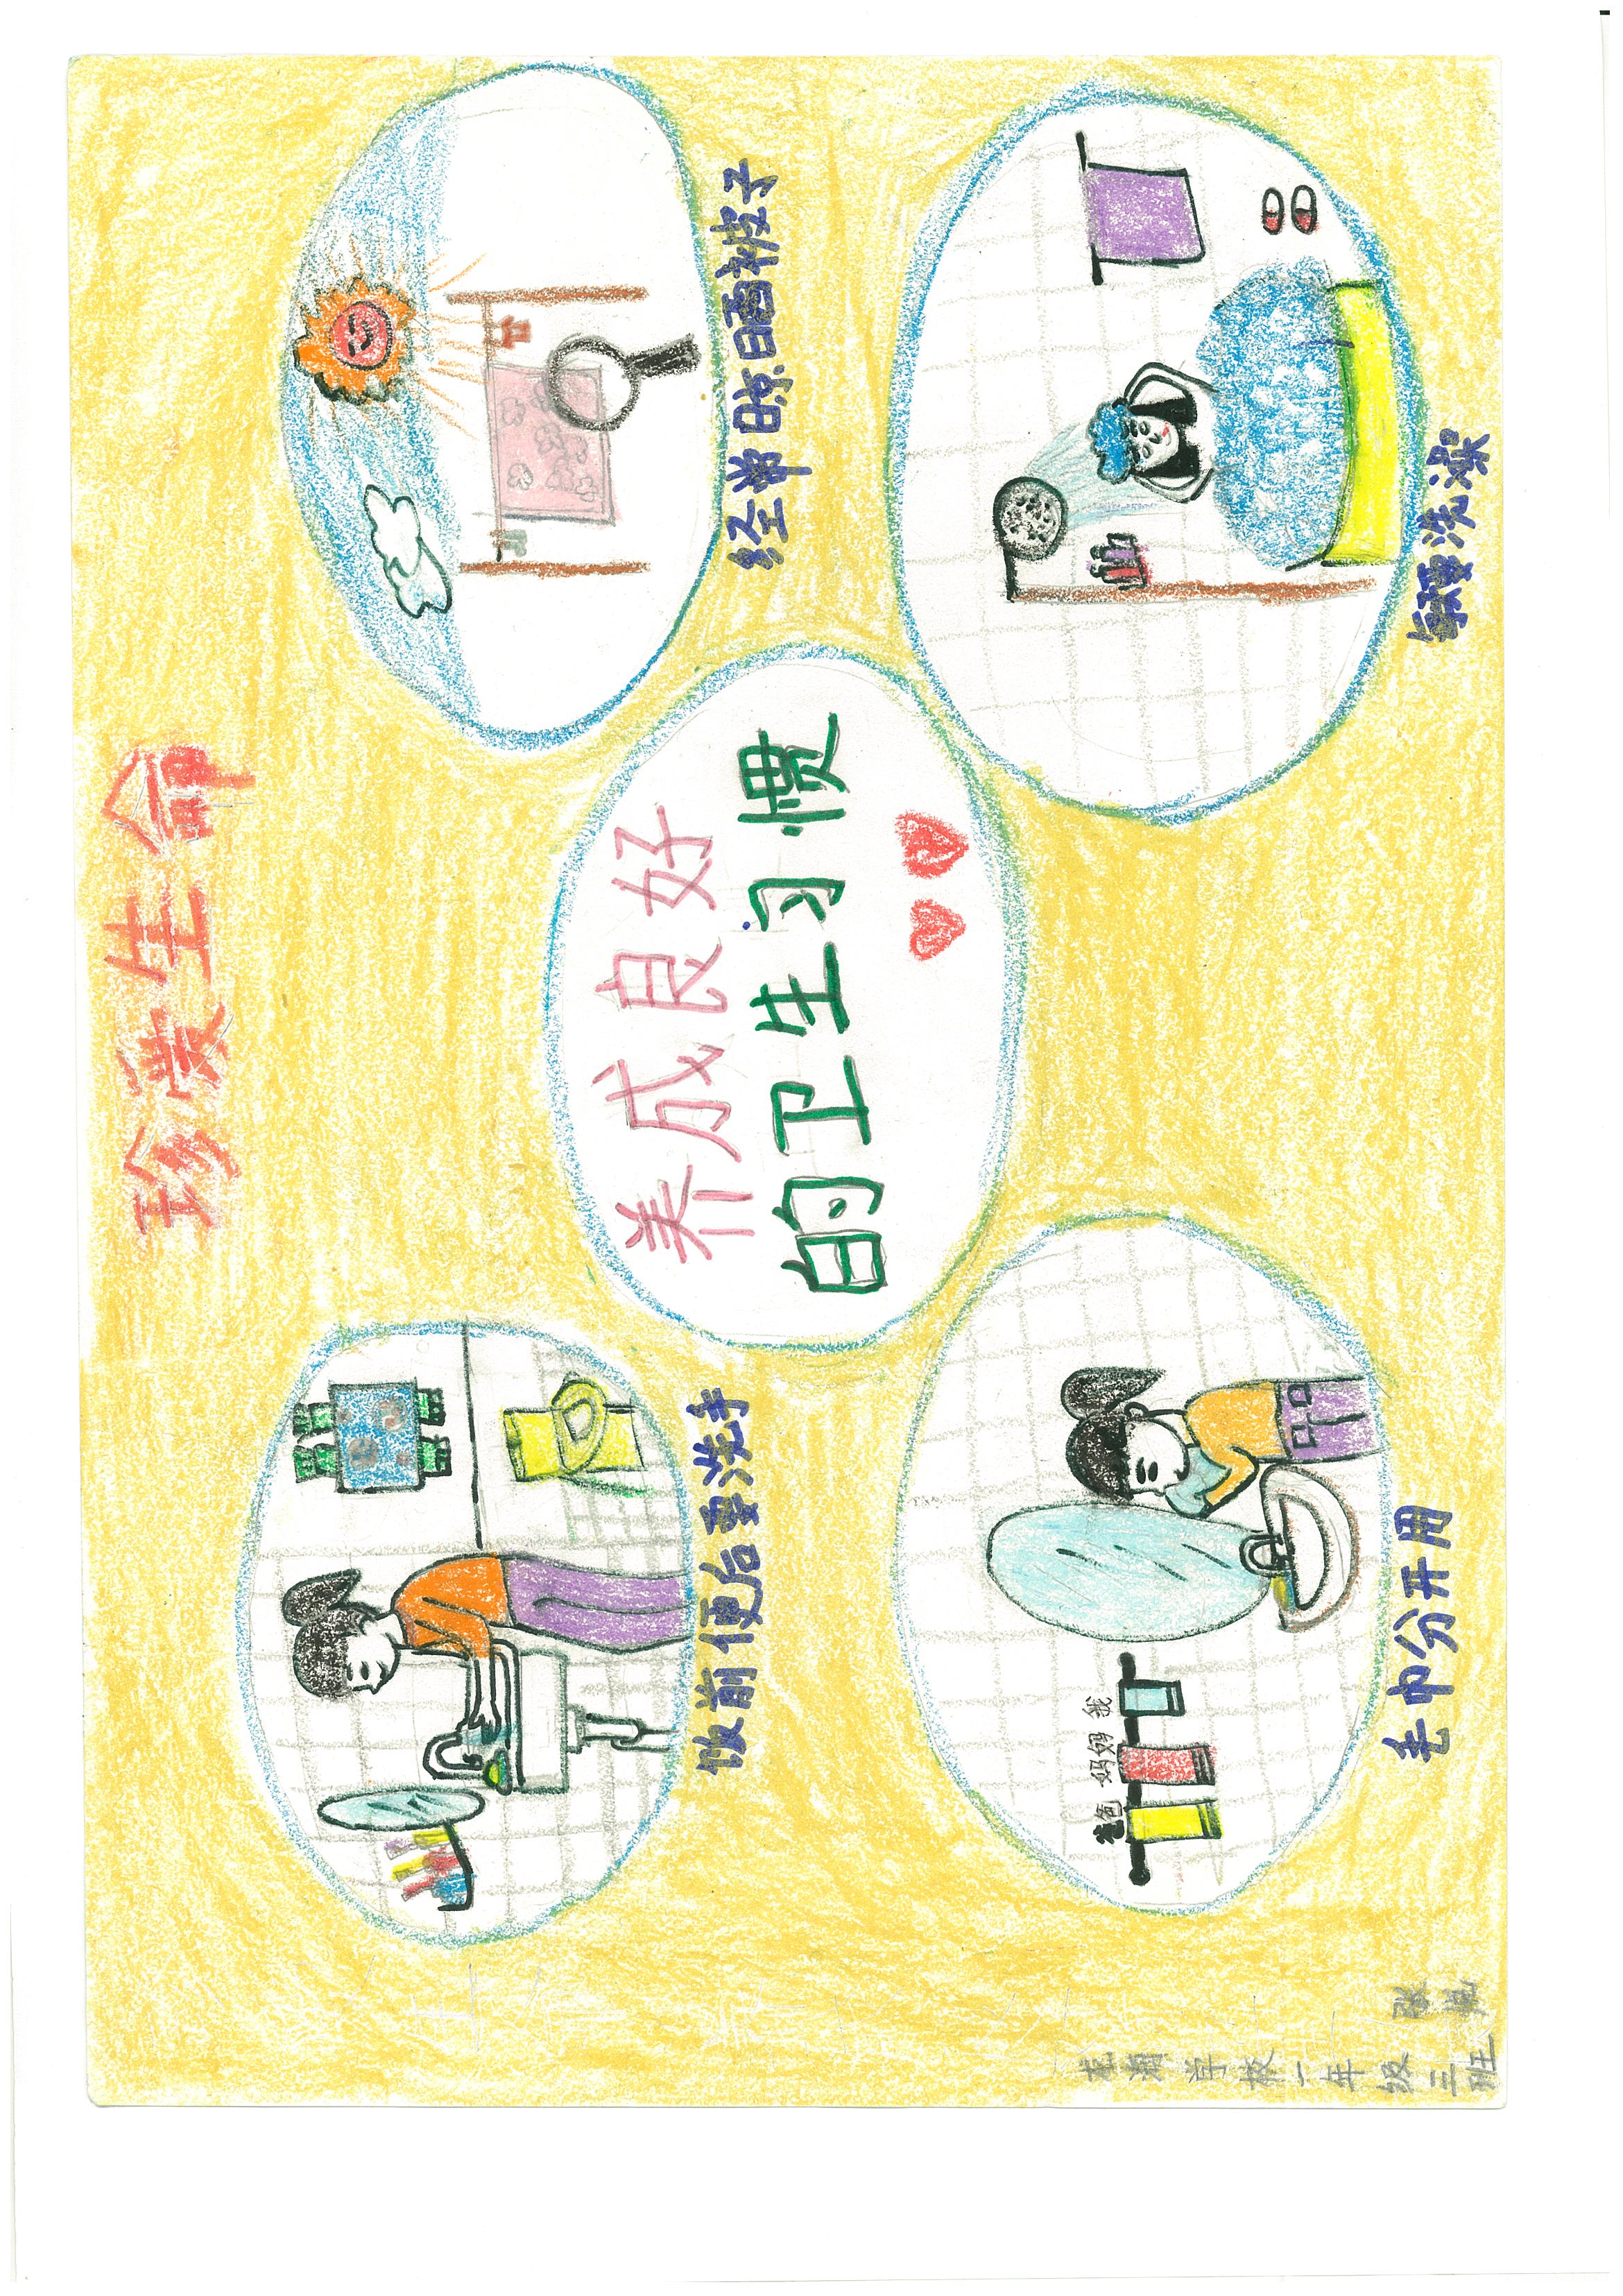 珍爱生命
饭前便后要洗手
经常晾晒被子
养成良好
的卫生习惯
爸爸 妈妈 我
毛巾分开用
勤洗澡
学校一年级三班
张